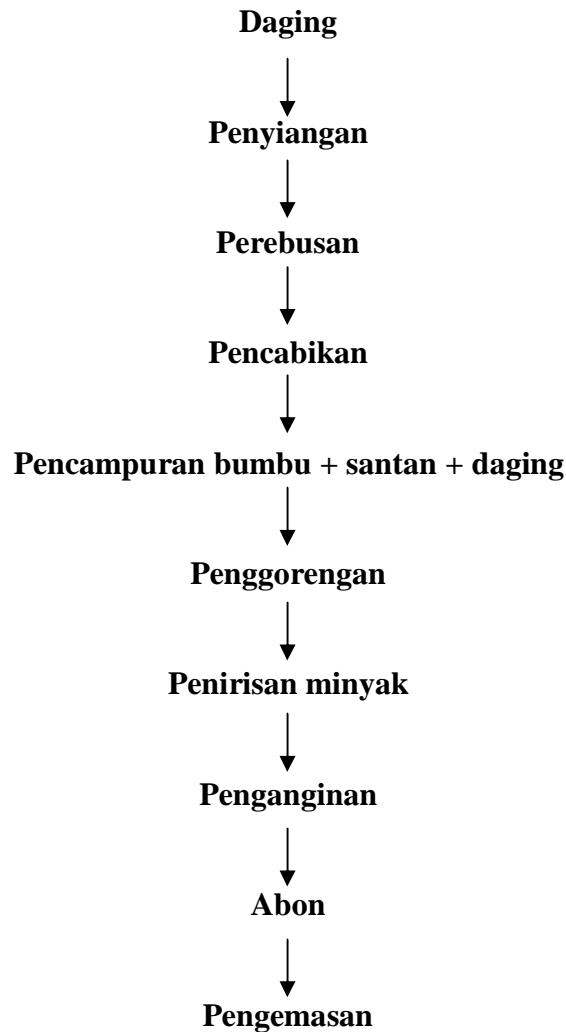 Daging
Penyiangan
Perebusan
Pencabikan
Pencampuran bumbu + santan + daging
Penggorengan
Penirisan minyak
Penganginan
Abon
Pengemasan